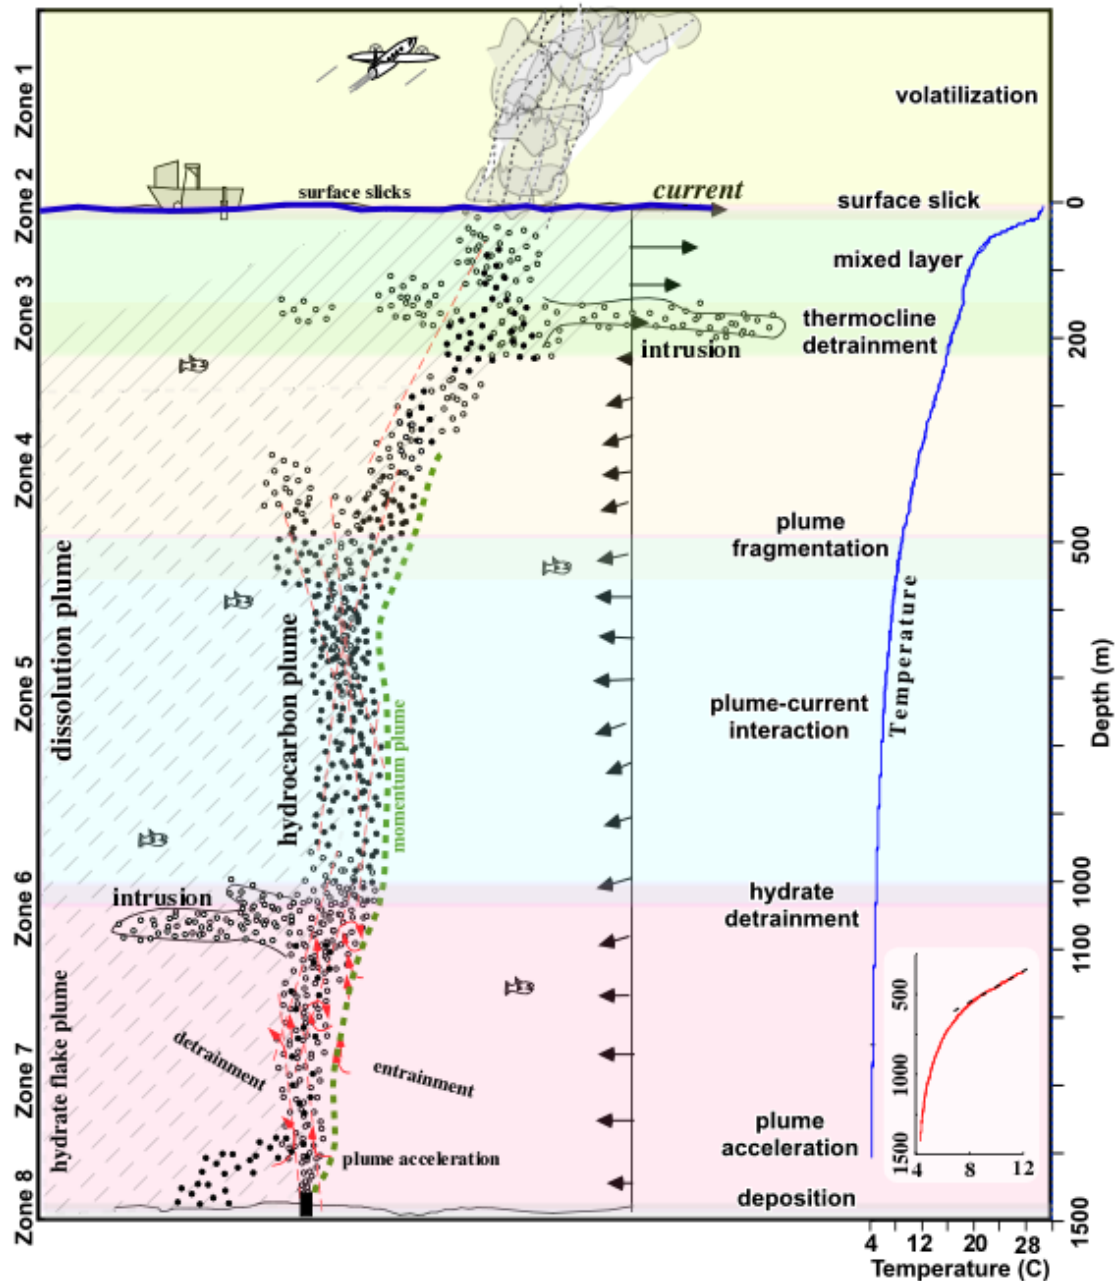 Zone 1
Zone 2
Zone 3
Zone 4
Zone 5
Zone 6
Zone 7
Zone 8
volatilization
surface slicks
current
surface slick
mixed layer
thermocline
detrainment
intrusion
plume
fragmentation
dissolution plume
hydrocarbon plume
momentum plume
plume-current
interaction
intrusion
hydrate
detrainment
hydrate flake plume
detrainment
entrainment
plume acceleration
plume
acceleration
deposition
Temperature
0
200
500
1000
1100
1500
Depth (m)
4 12 20 28
Temperature (C)
500
1000
1500
4 8 12